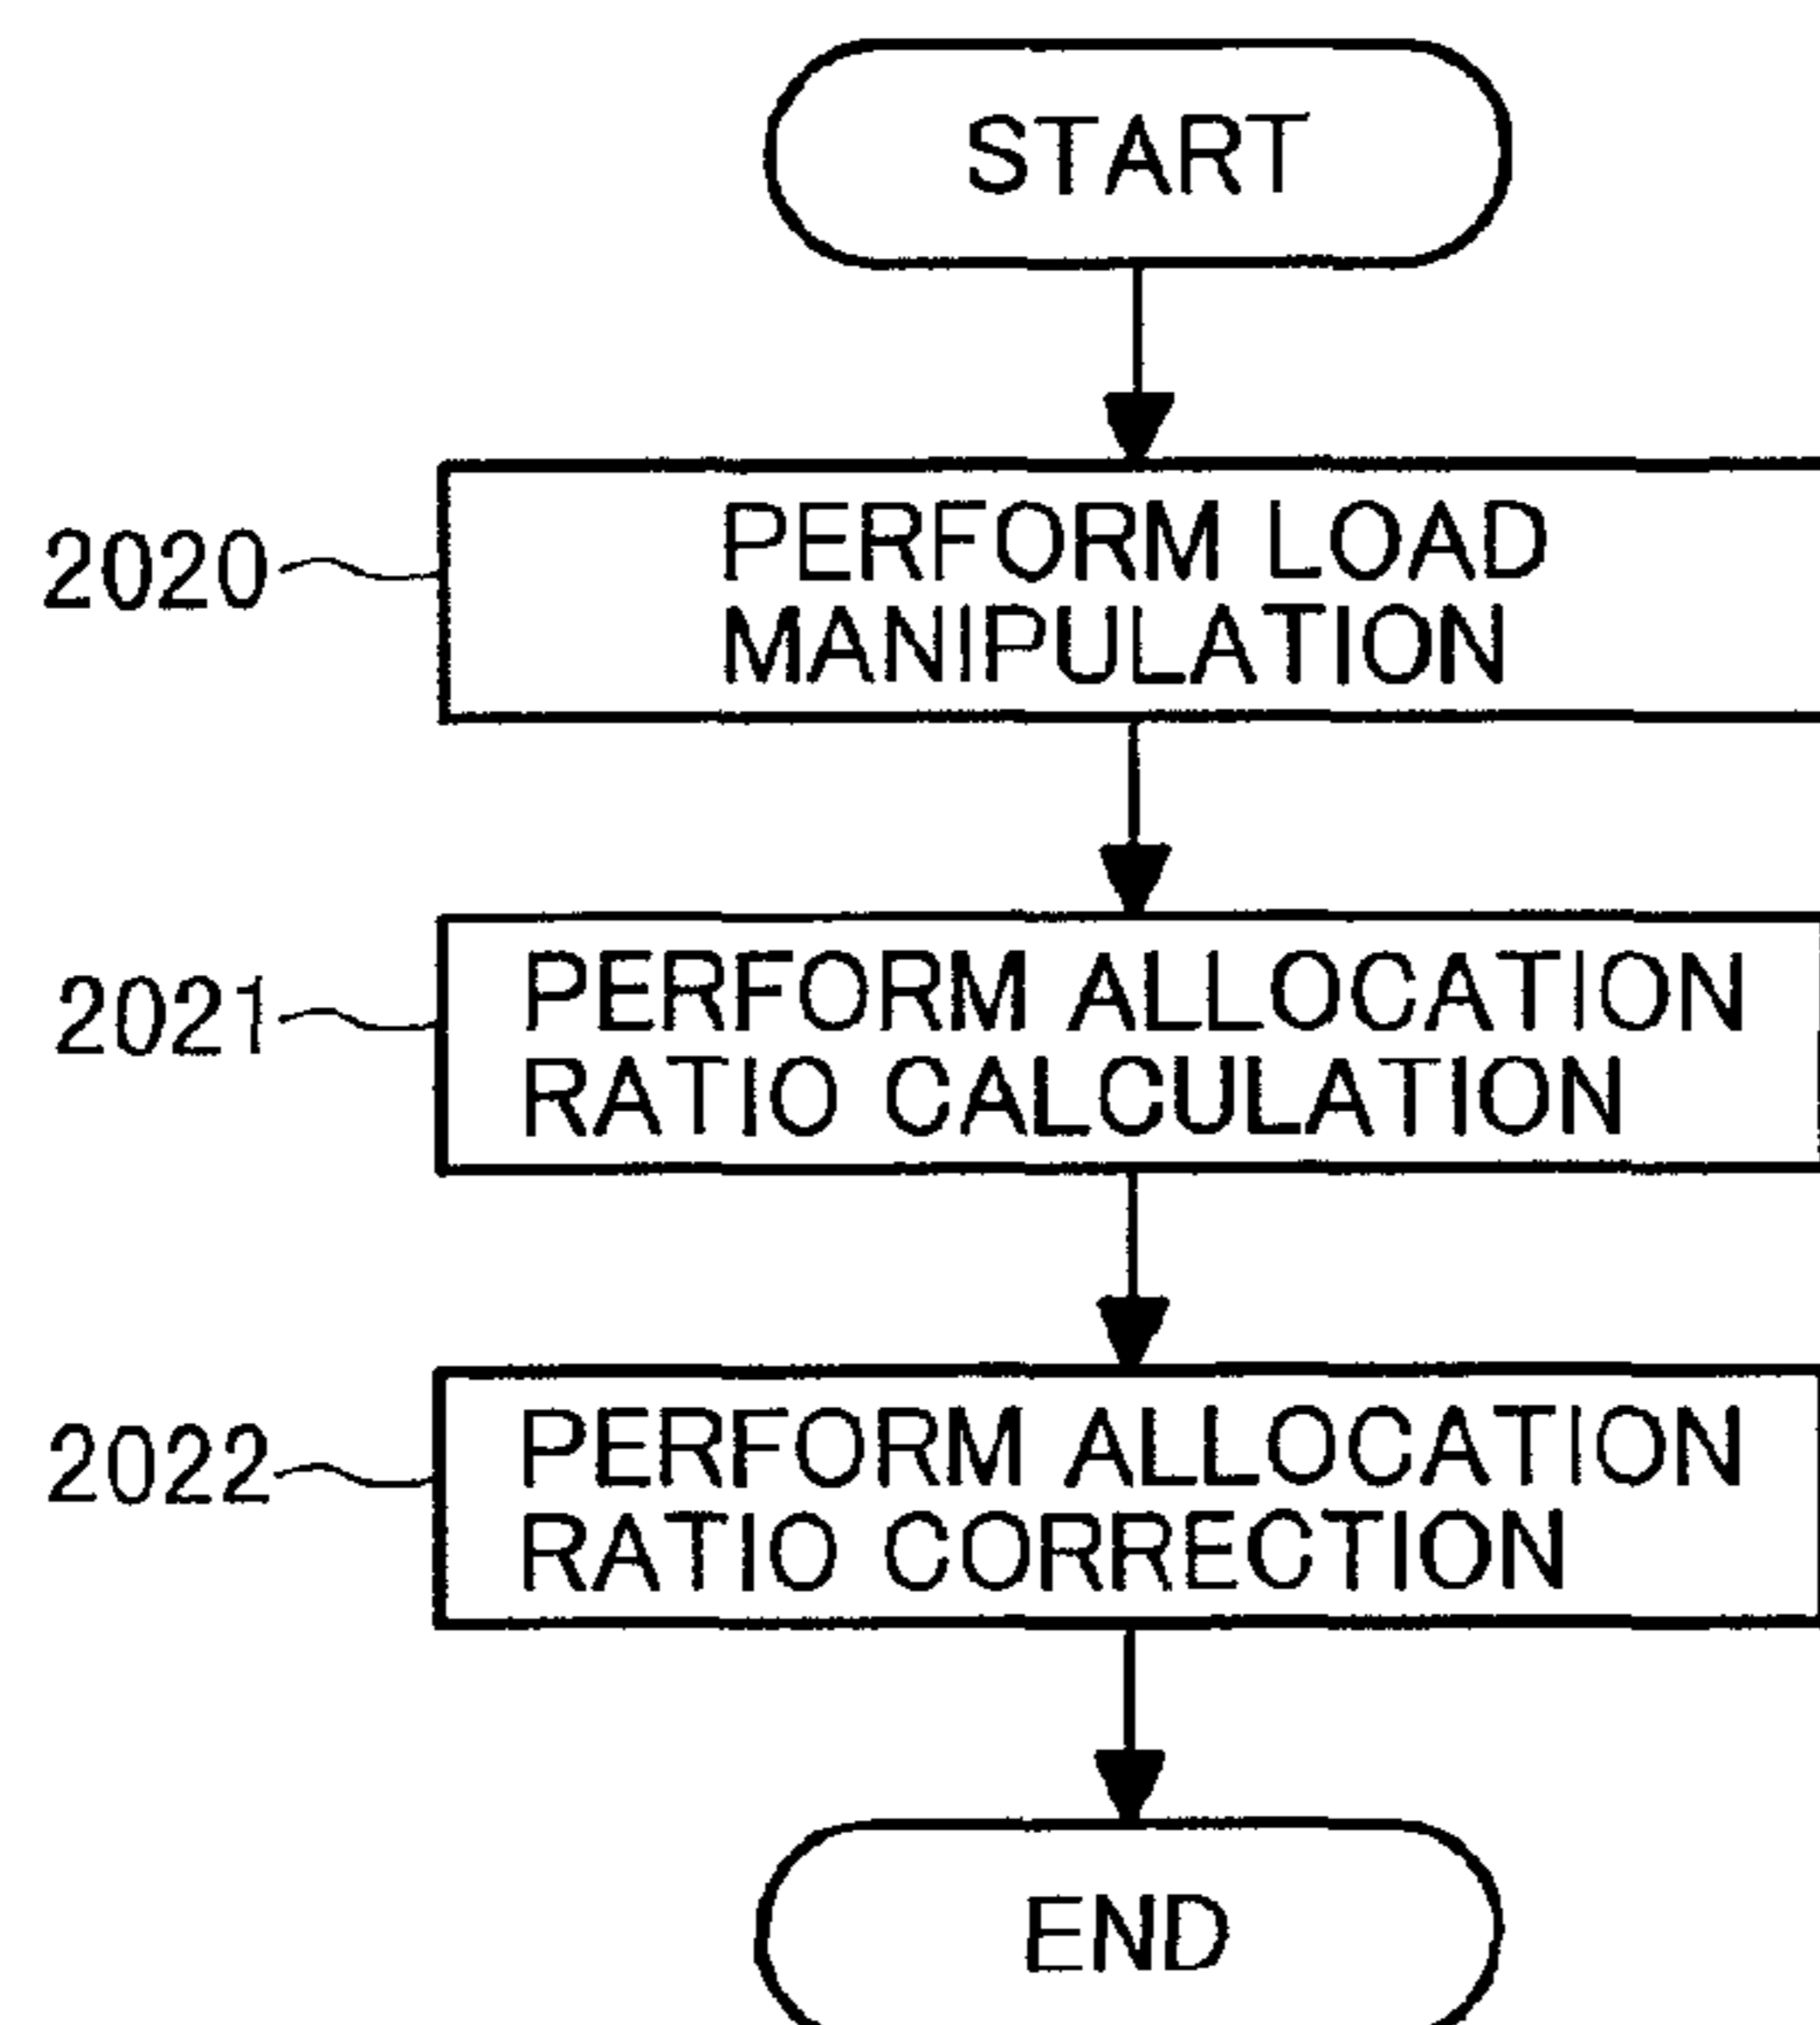 START
2020
PERFORM LOAD
MANIPULATION
2021
PERFORM ALLOCATION
RATIO CALCULATION
2022
PERFORM ALLOCATION
RATIO CORRECTION
END